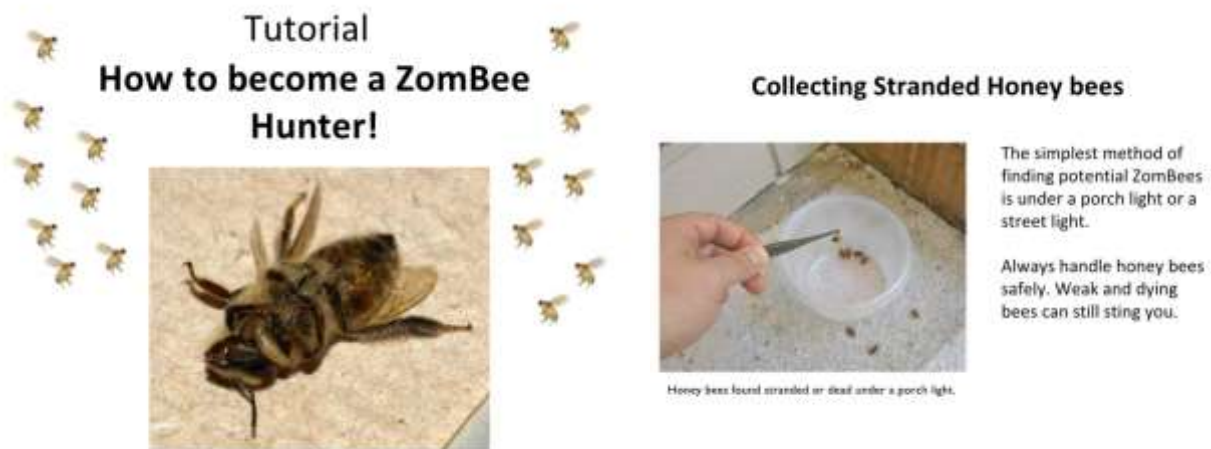 Tutorial
How to become a ZomBee
Hunter!
Collecting Stranded Honey bees
The simplest method of
finding potential ZomBees
is under a porch light or a
street light.
Always handle honey bees
safely. Weak and dying
bees can still sting you.
Honey bees found stranded or dead under a porch light.